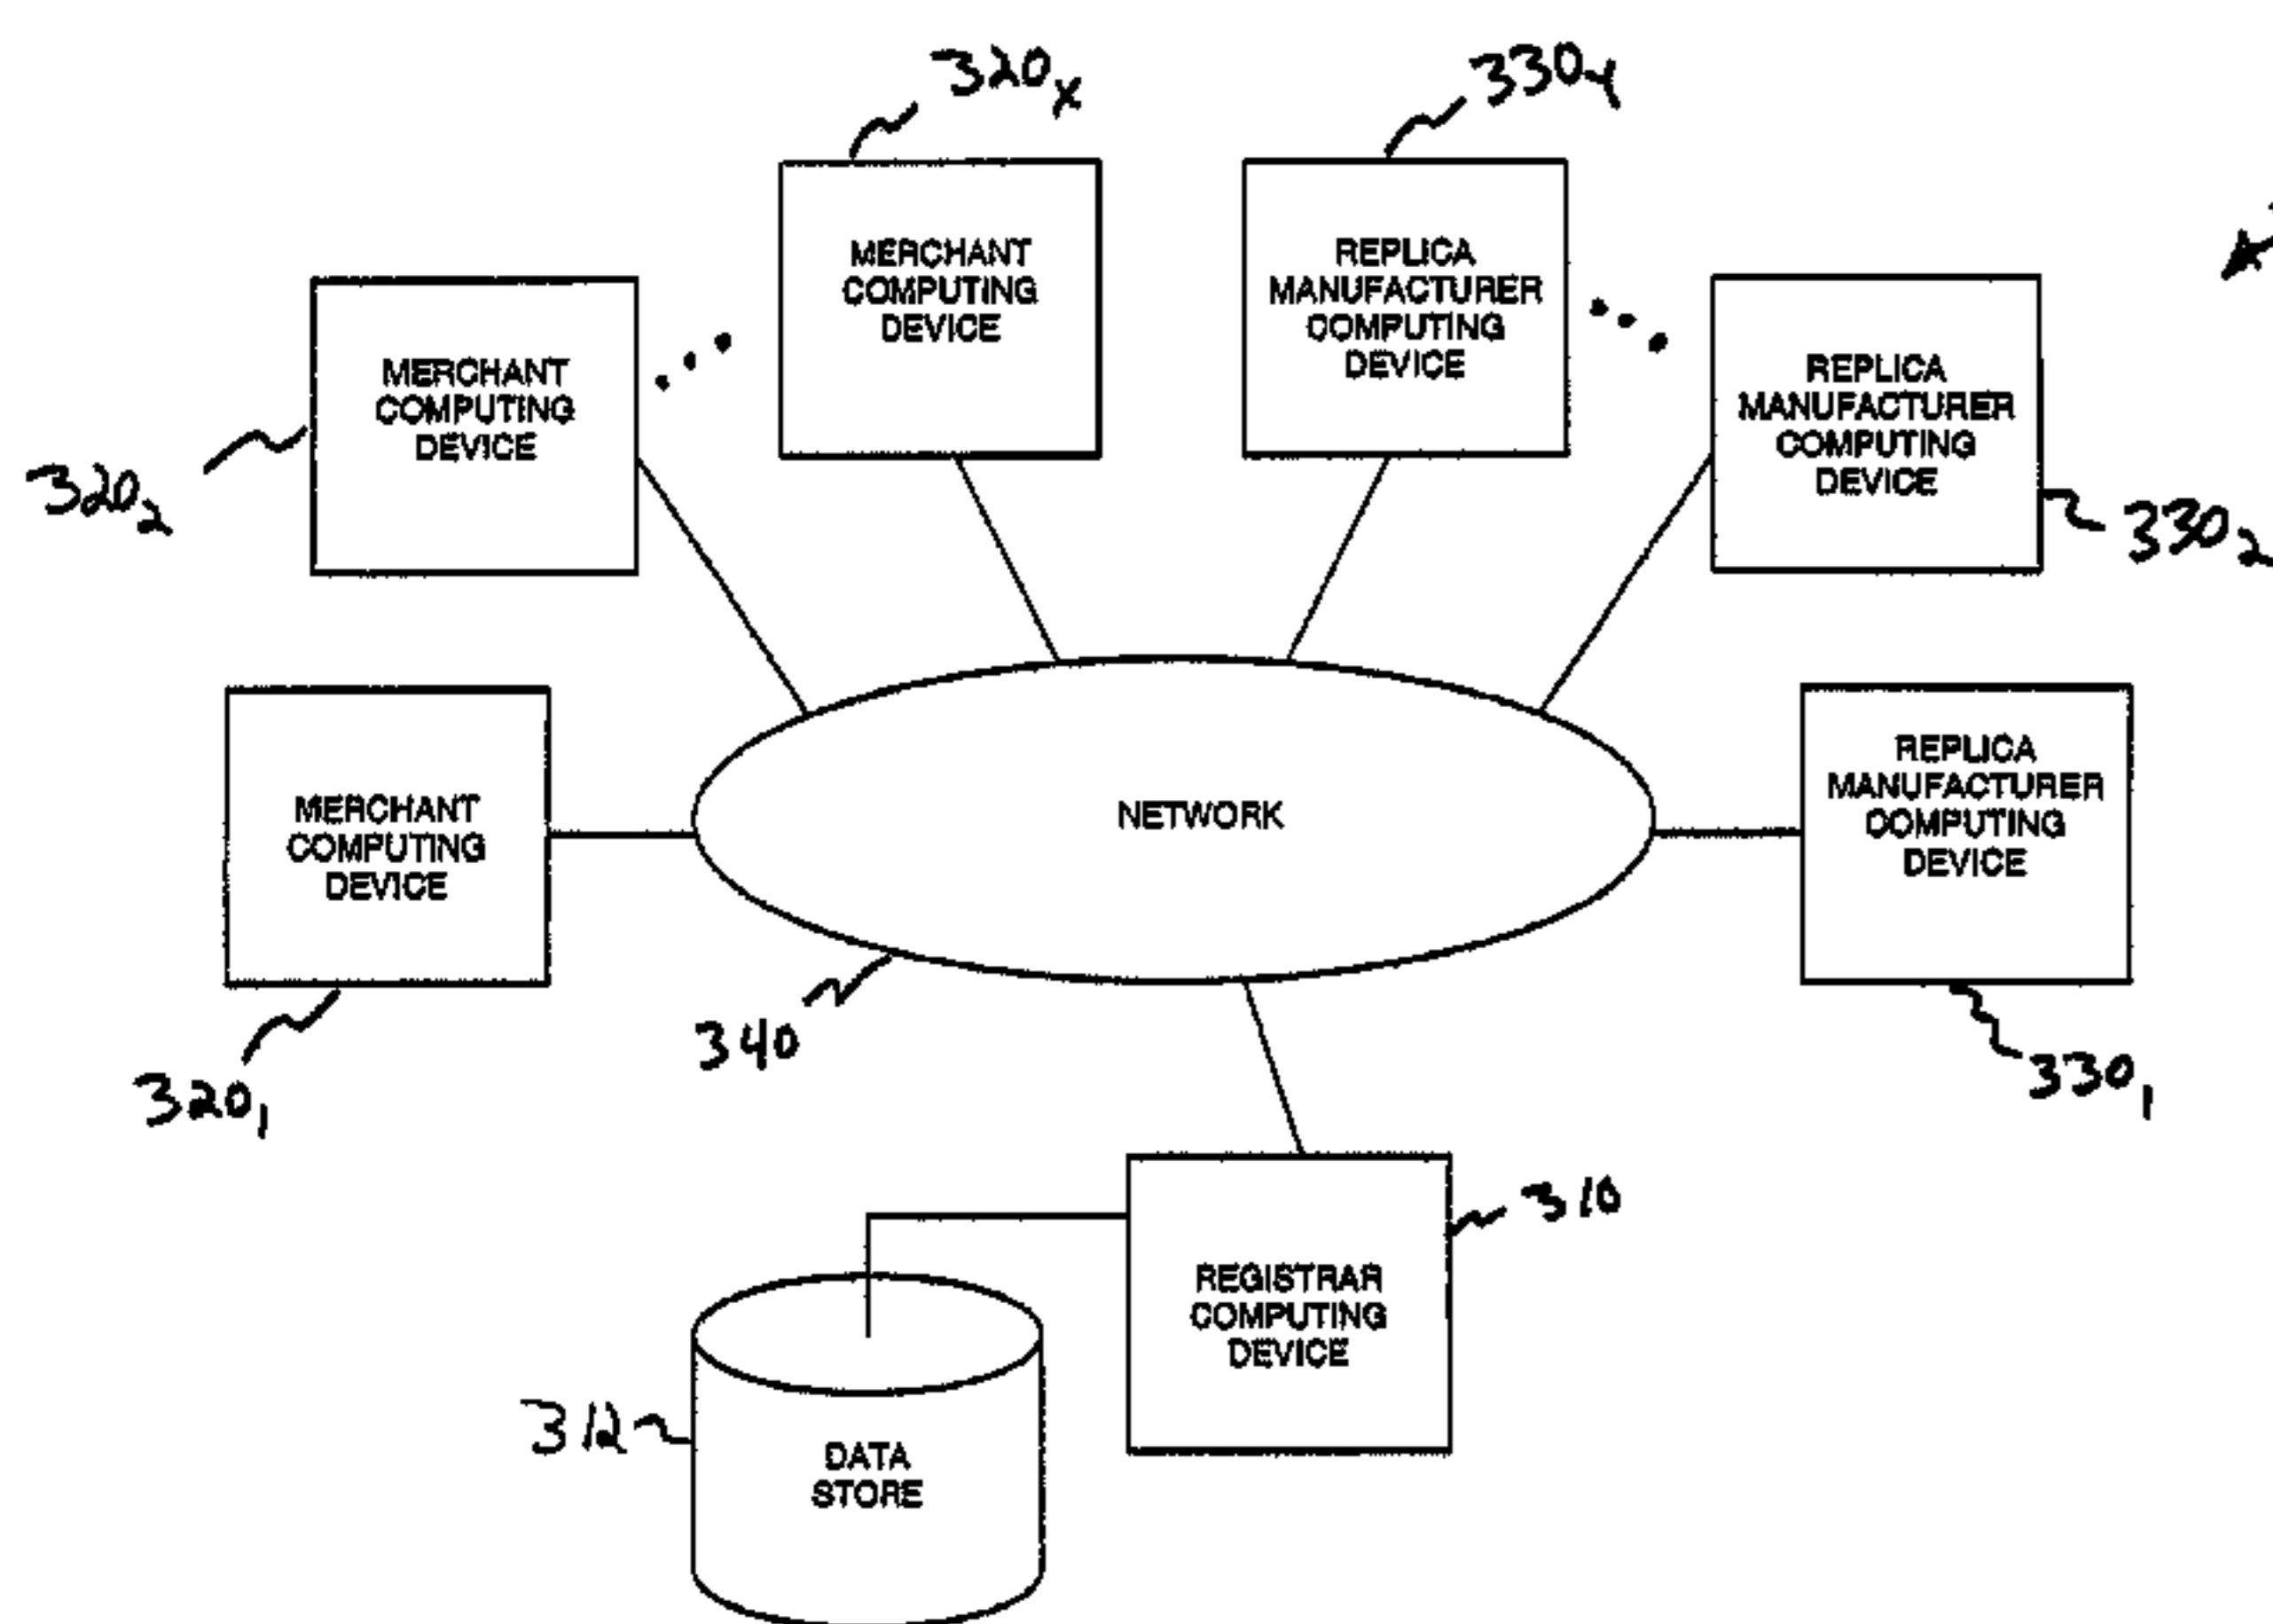 320x
330Y
MERCHANT
COMPUTING
DEVICE
REPLICA
MANUFACTURER
COMPUTING
DEVICE
MERCHANT
COMPUTING
DEVICE
3202
REPLICA
MANUFACTURER
COMPUTING
DEVICE
3302
MERCHANT
COMPUTING
DEVICE
3201
NETWORK
340
REPLICA
MANUFACTURER
COMPUTING
DEVICE
3301
310
REGISTRAR
COMPUTING
DEVICE
312
DATA
STORE